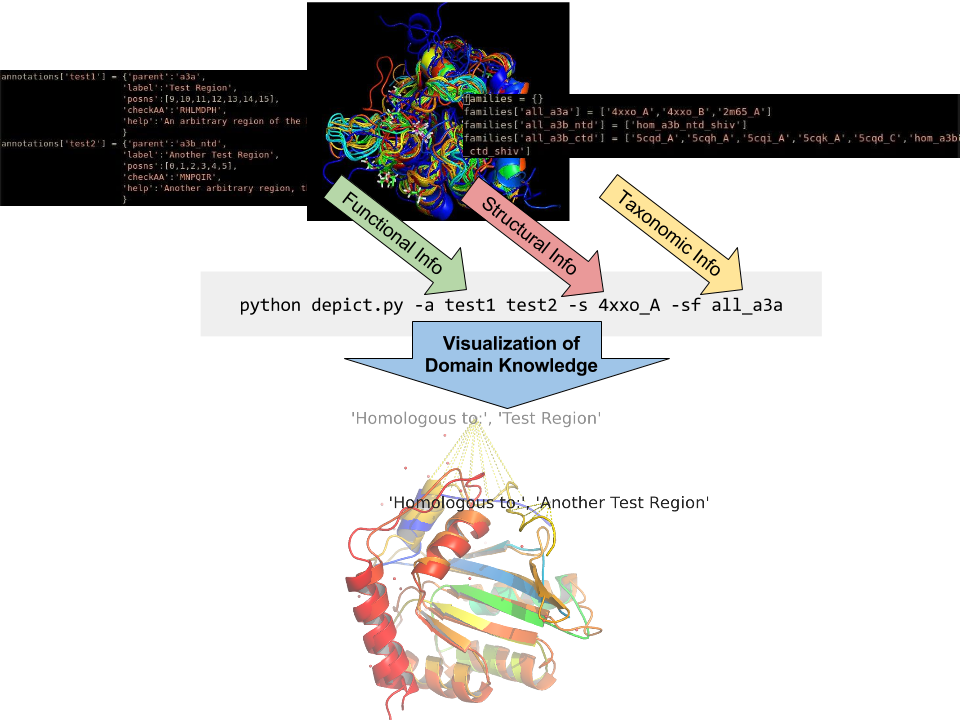 annotations['test1'] = {'parent':'a3a',
'label':'Test Region',
'posns':[9,10,11,12,13,14,15],
'checkAA':'RHLMDPH',
'help':'An arbitrary region of the
}
annotations['test2'] = {'parent':'a3b_ntd',
'label':'Another Test Region',
'posns':[0,1,2,3,4,5],
'checkAA':'MNPQIR',
'help':'Another arbitrary region, t
}
families = {}
families['all_a3a'] = ['4xxo_A','4xxo_B','2m65_A']
families['all_a3b_ntd'] = ['hom_a3b_ntd_shiv']
families['all_a3b_ctd'] = ['5cqd_A','5cqh_A','5cqi_A','5cqk_A','5cqd_C','hom_a3b
_ctd_shiv']
Functional Info
Structural Info
Taxonomic Info
python depict.py -a test1 test2 -s 4xxo_A -sf all_a3a
Visualization of
Domain Knowledge
'Homologous to:', 'Test Region'
'Homologous to:', 'Another Test Region'